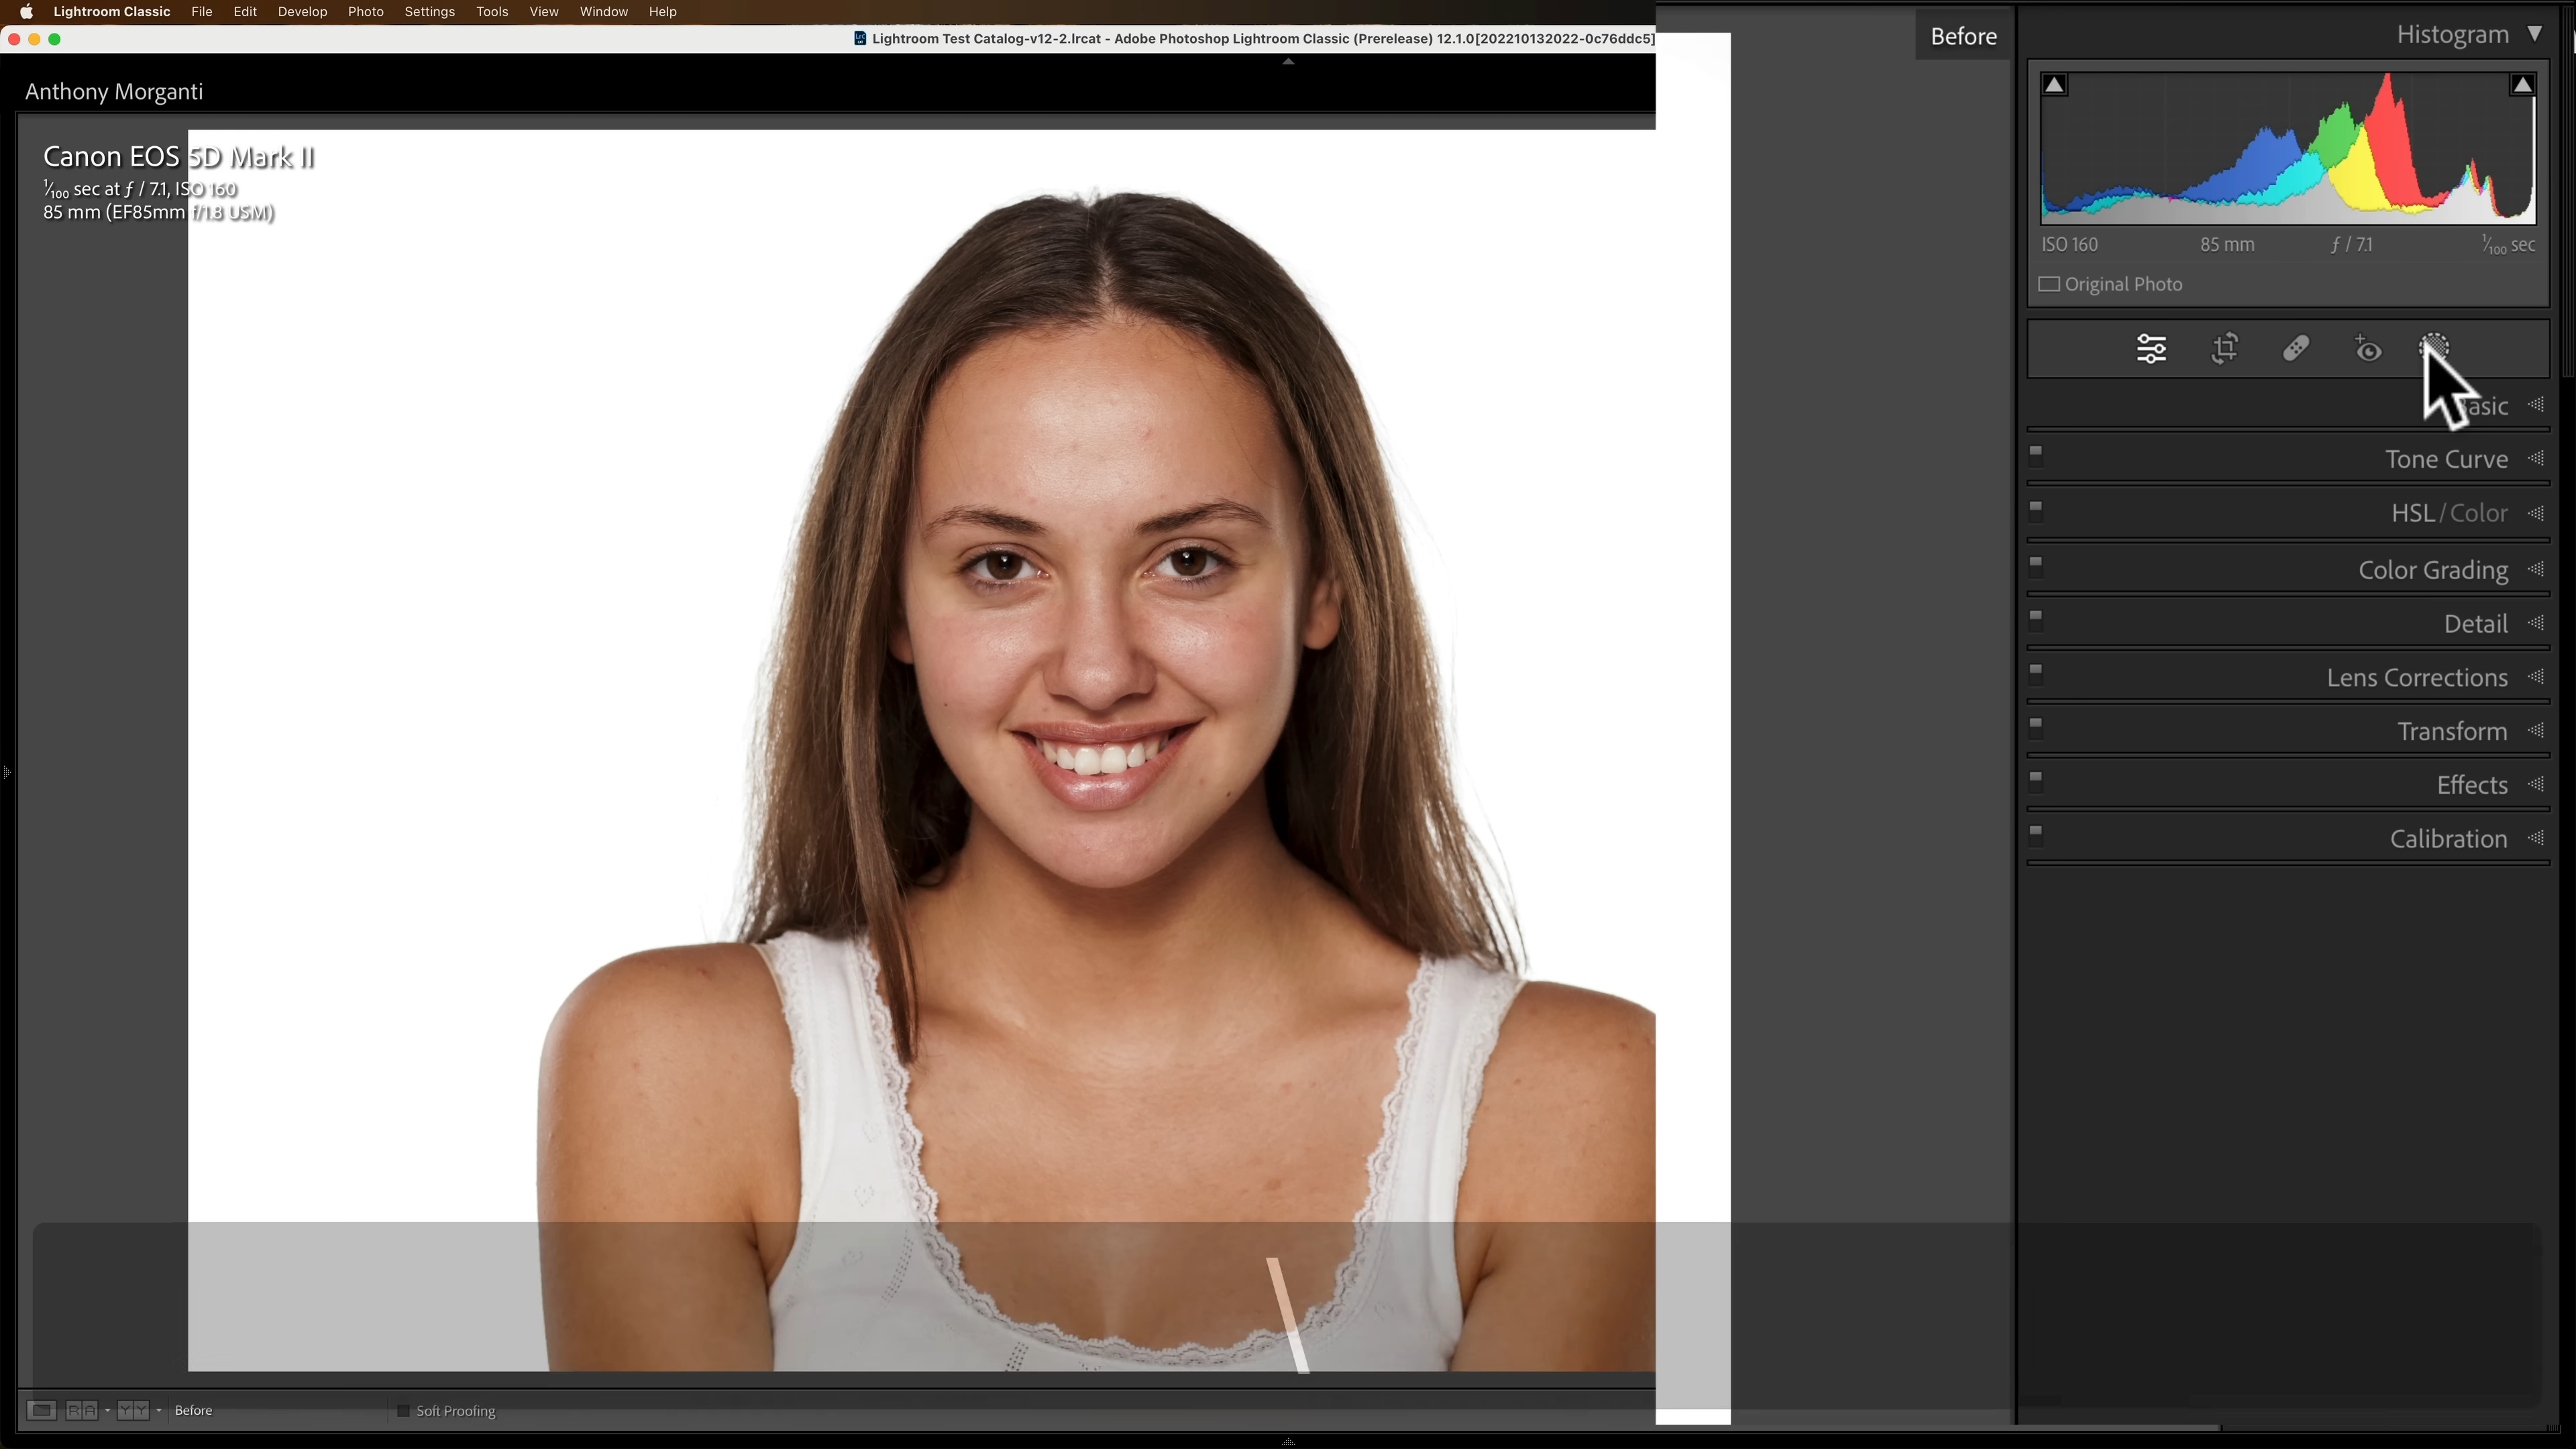 Lightroom Classic File Edit Develop Photo Settings Tools View Window Help
Lightroom Test Catalog-v12-2.lrcat - Adobe Photoshop Lightroom Classic (Prerelease) 12.1.0[202210132022-0c76ddc5]
Anthony Morganti
Canon EOS 5D Mark II
1/100 sec at ƒ / 7.1, ISO 160
85 mm (EF85mm f/1.8 USM)
Before
Histogram
ISO 160 85 mm ƒ / 7.1 1/100 sec
Original Photo
Tone Curve
HSL / Color
Color Grading
Detail
Lens Corrections
Transform
Effects
Calibration
\
RA YY Before Soft Proofing